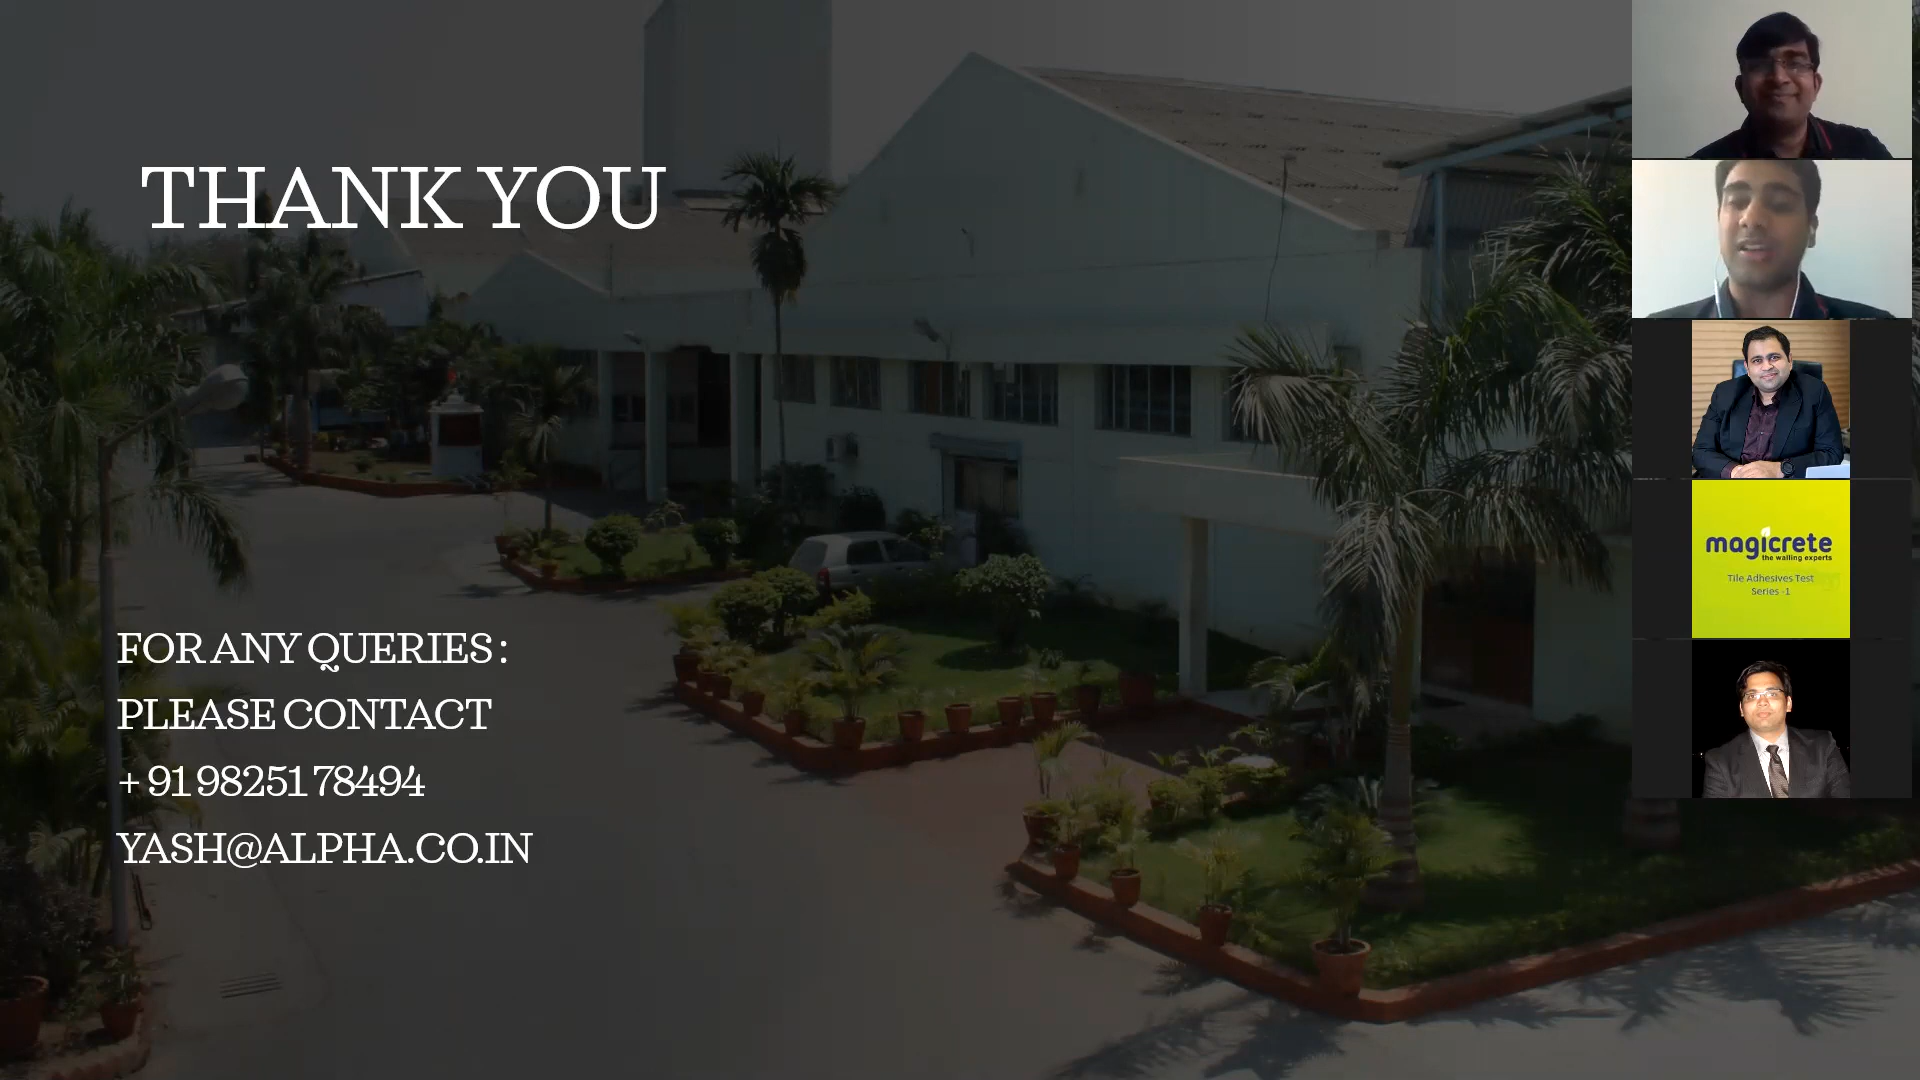 THANK YOU
FOR ANY QUERIES :
PLEASE CONTACT
+ 91 98251 78494
YASH@ALPHA.CO.IN
magicrete
the walling experts
Tile Adhesives Test
Series -1